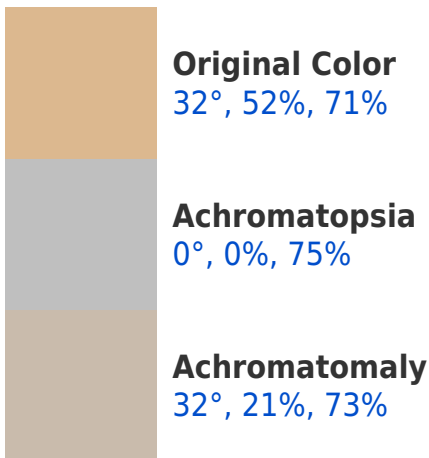 Original Color
32°, 52%, 71%
Achromatopsia
0°, 0%, 75%
Achromatomaly
32°, 21%, 73%